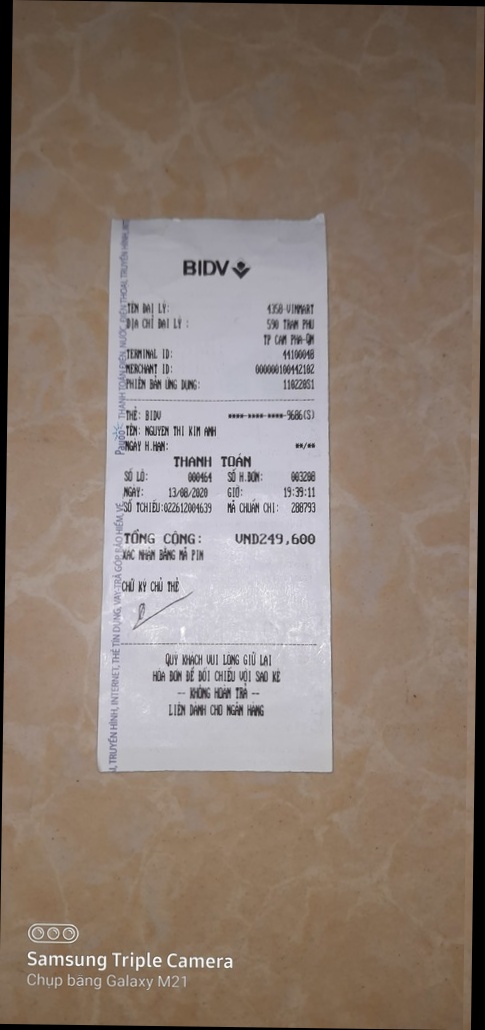 BIDV
TÊN ĐẠI LÝ: 4358-VINMART
ĐỊA CHỈ ĐẠI LÝ : 590 TRAN PHU
TP CAM PHA-QN
TERMINAL ID: 44100048
MERCHANT ID: 000000100442102
PHIÊN BẢN ỨNG DỤNG: 11022851
THẺ: BIDV **** **** **** 9686(S)
TÊN: NGUYEN THI KIM ANH
NGÀY H.HẠN: **/**
THANH TOÁN
SỐ LÔ: 000464 SỐ H.ĐƠN: 003208
NGÀY: 13/08/2020 GIỜ: 19:39:11
SỐ TCHIẾU:022612004639 MÃ CHUẨN CHI: 280793
TỔNG CỘNG: VND249,600
XÁC NHẬN BẰNG MÃ PIN
CHỮ KÝ CHỦ THẺ
QUÝ KHÁCH VUI LÒNG GIỮ LẠI
HÓA ĐƠN ĐỂ ĐỐI CHIẾU VỚI SAO KÊ
-- KHÔNG HOÀN TRẢ --
LIÊN DÀNH CHO NGÂN HÀNG
TRUYỀN HÌNH, INTERNET, THẺ TÍN DỤNG, VAY TRẢ GÓP, BẢO HIỂM, VÉ
Payoo THANH TOÁN ĐIỆN, NƯỚC, ĐIỆN THOẠI, TRUYỀN HÌNH,
Samsung Triple Camera
Chụp bằng Galaxy M21